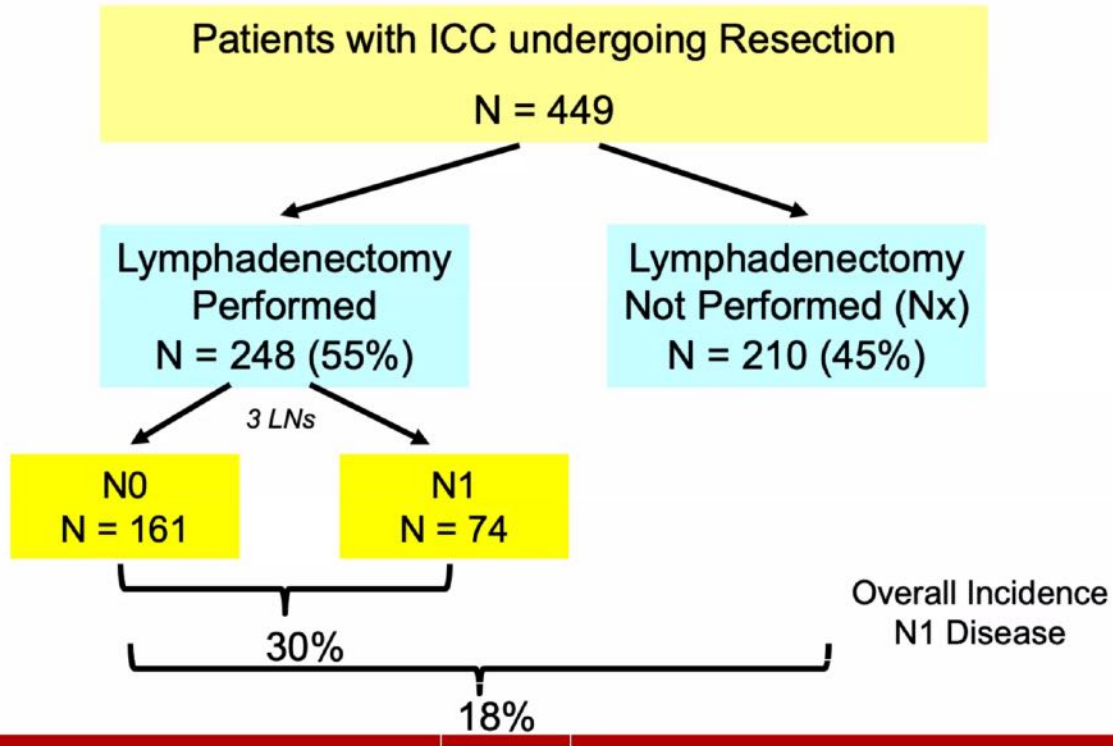 Patients with ICC undergoing Resection
N = 449
Lymphadenectomy
Performed
N = 248 (55%)
Lymphadenectomy
Not Performed (Nx)
N = 210 (45%)
3 LNs
N0
N = 161
N1
N = 74
30%
Overall Incidence
N1 Disease
18%